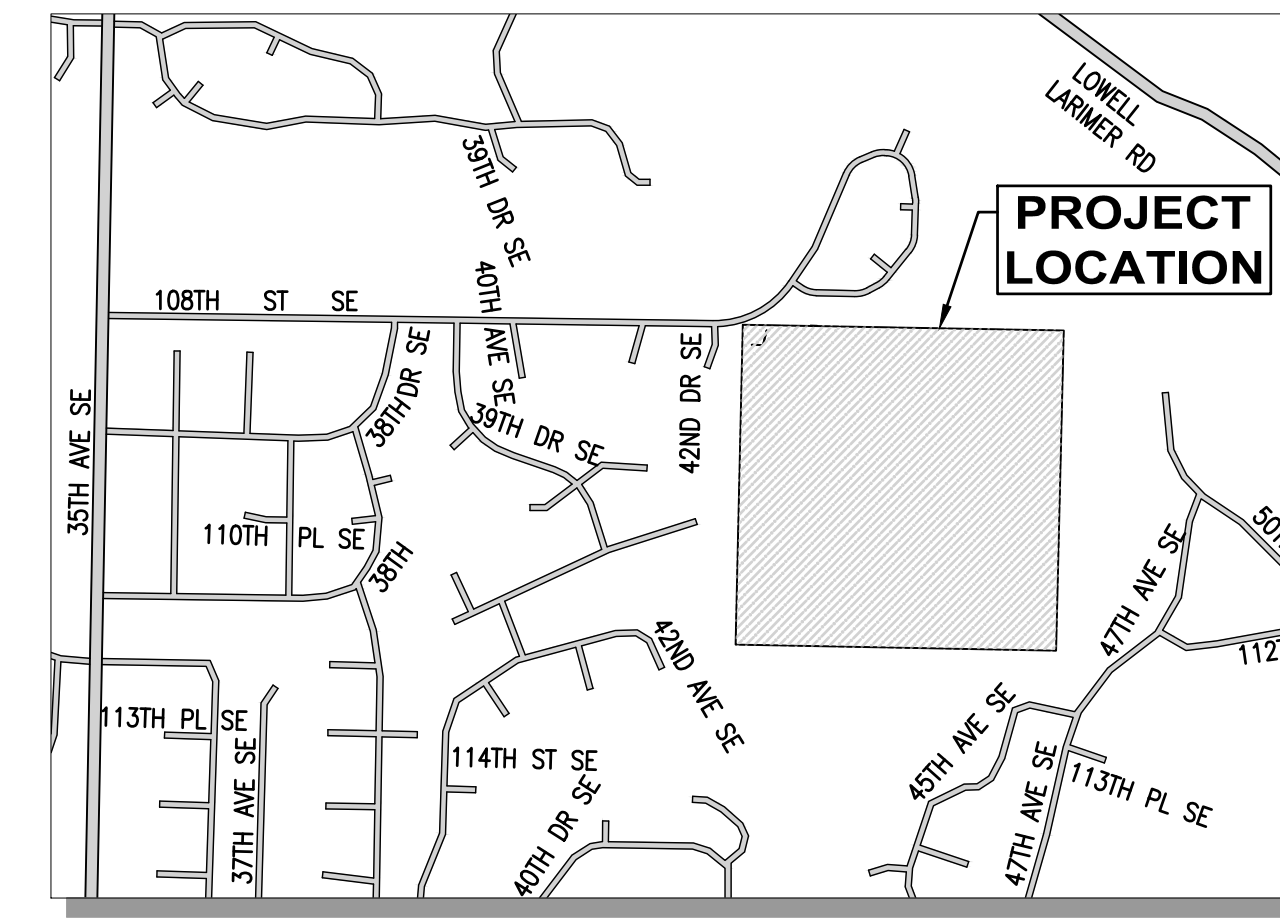 LOWELL
LARIMER RD
39TH DR SE
PROJECT
LOCATION
40TH AVE SE
108TH ST SE
38TH DR SE
42ND DR SE
35TH AVE SE
39TH DR SE
110TH PL SE
38TH
50T
47TH AVE SE
112T
42ND AVE SE
113TH PL SE
37TH AVE SE
114TH ST SE
40TH DR SE
45TH AVE SE
47TH AVE SE
113TH PL SE